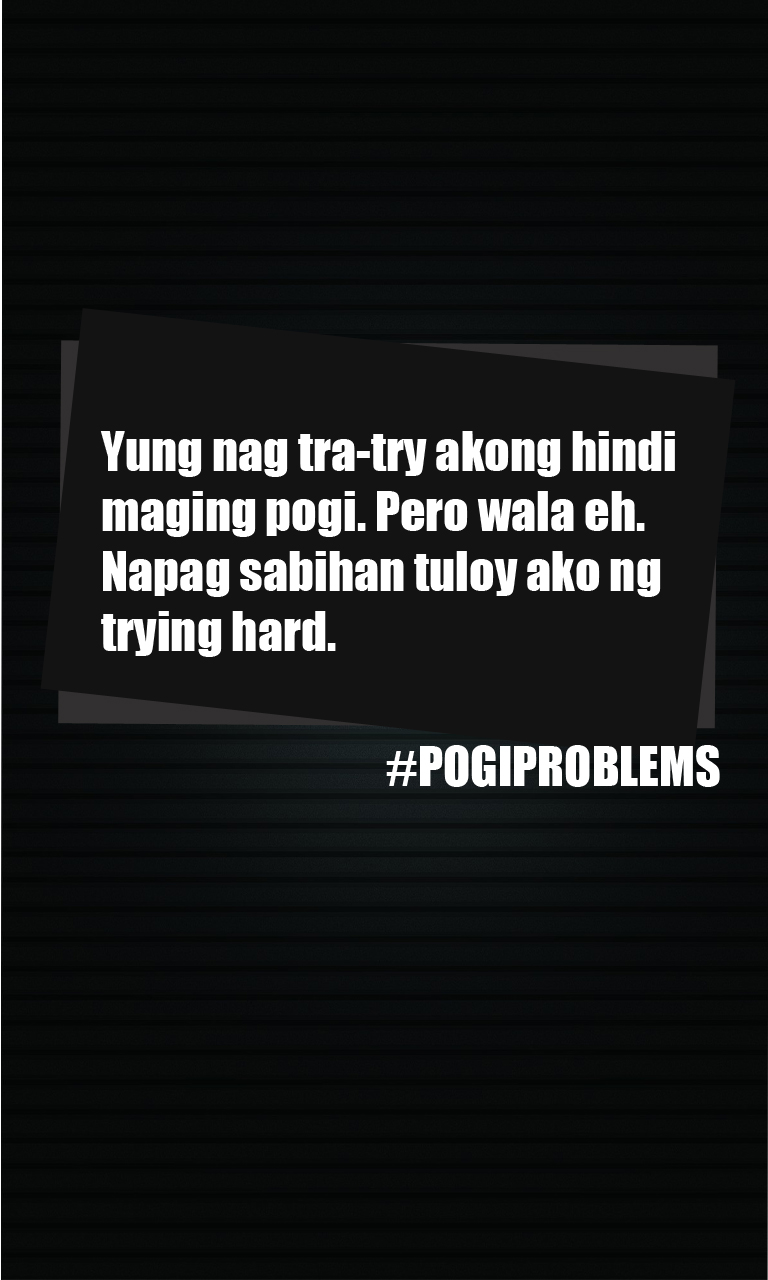 Yung nag tra-try akong hindi
maging pogi. Pero wala eh.
Napag sabihan tuloy ako ng
trying hard.
#POGIPROBLEMS